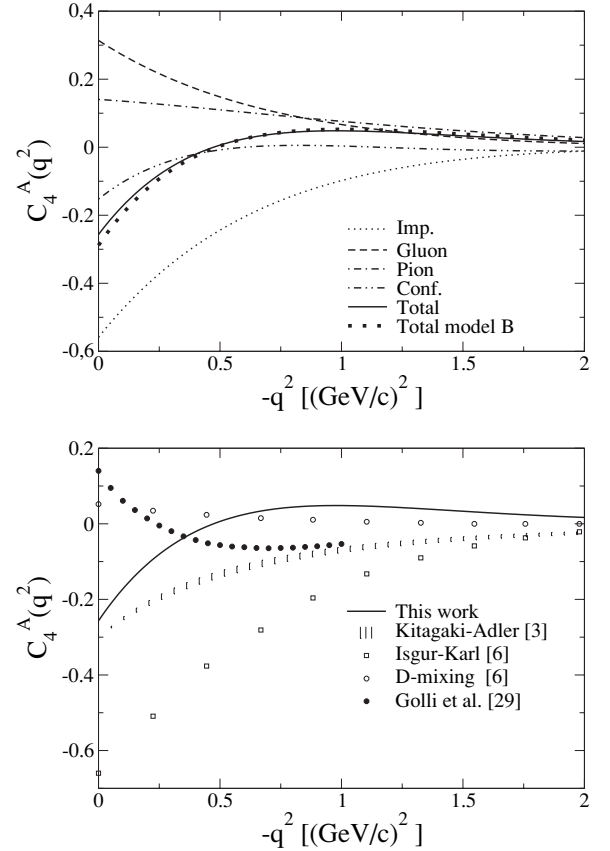 0.4
0.2
0
-0.2
-0.4
-0.6
C₄ᴬ(q²)
Imp.
Gluon
Pion
Conf.
Total
Total model B
0 0.5 1 1.5 2
-q² [(GeV/c)² ]
0.2
0
-0.2
-0.4
-0.6
C₄ᴬ(q²)
This work
Kitagaki-Adler [3]
Isgur-Karl [6]
D-mixing [6]
Golli et al. [29]
0 0.5 1 1.5 2
-q² [(GeV/c)² ]